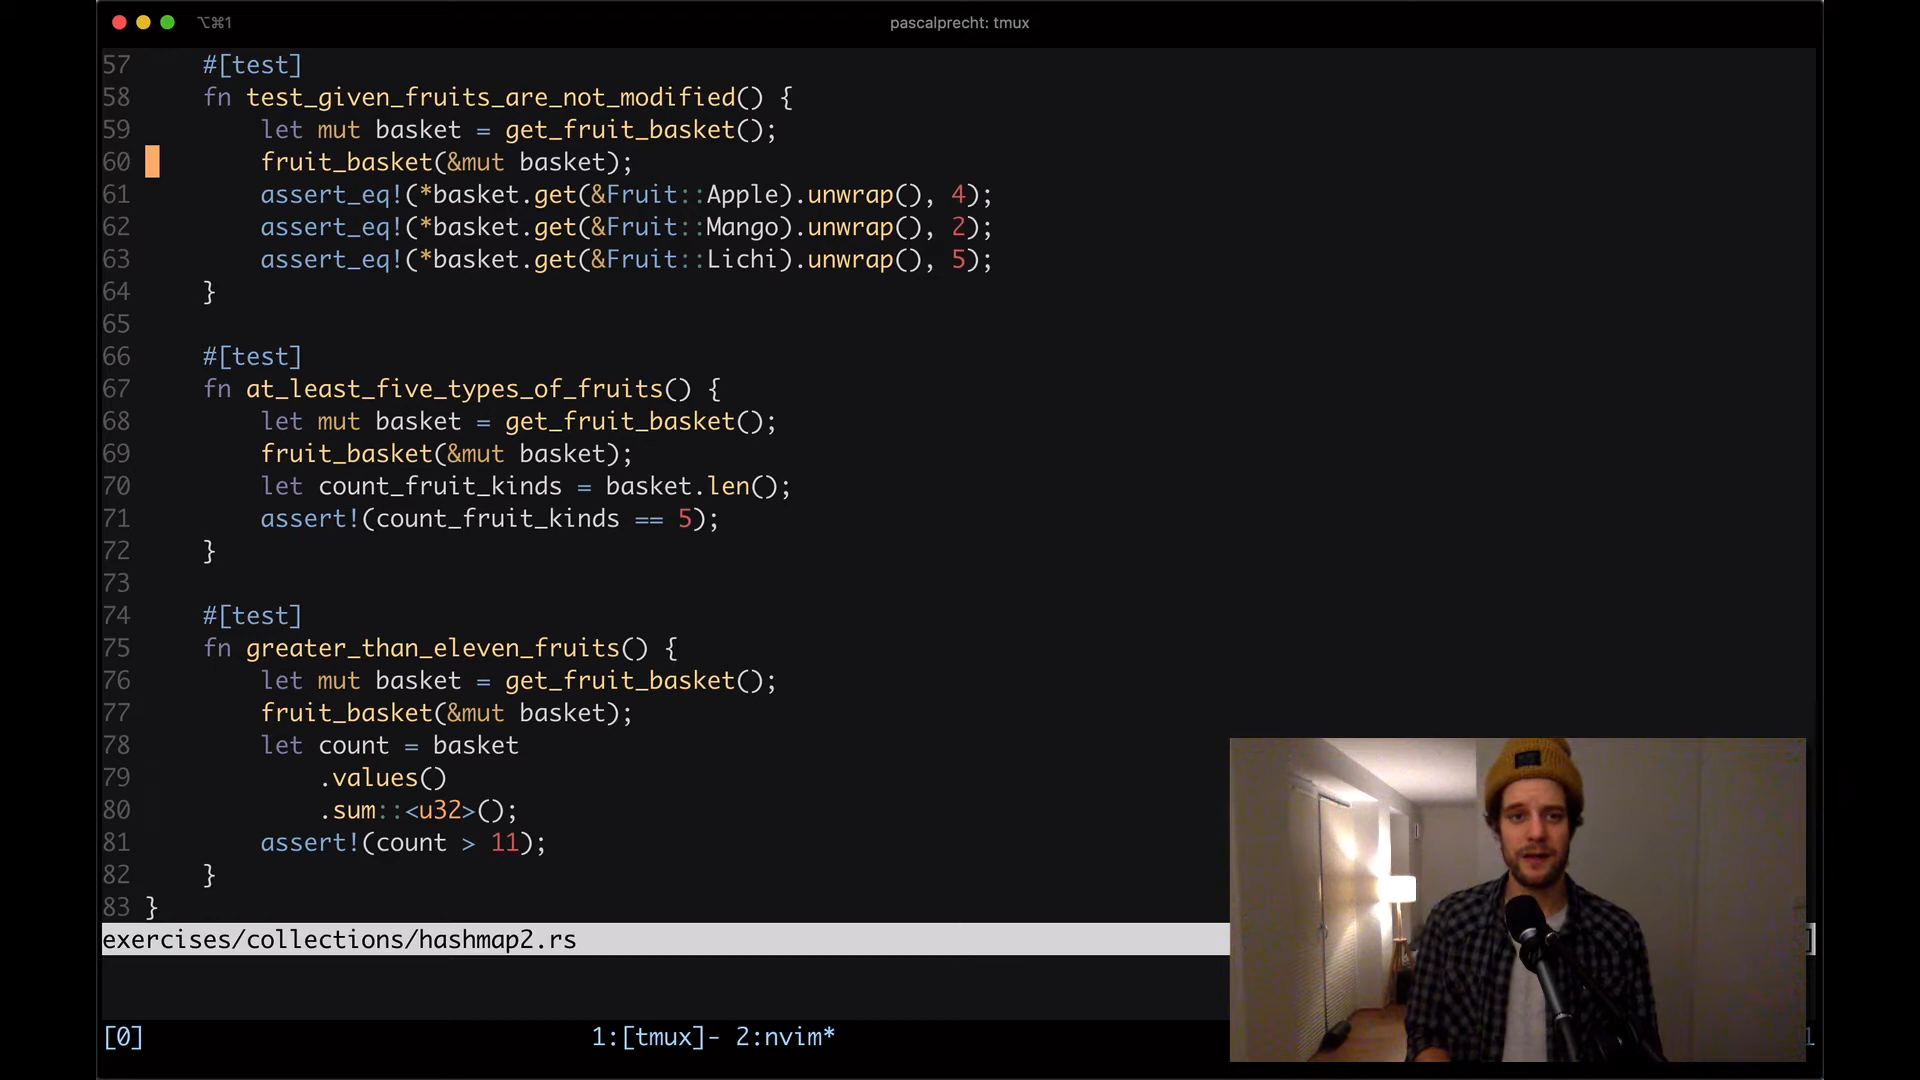 ⌥⌘1
pascalprecht: tmux
57 #[test]
58 fn test_given_fruits_are_not_modified() {
59 let mut basket = get_fruit_basket();
60 fruit_basket(&mut basket);
61 assert_eq!(*basket.get(&Fruit::Apple).unwrap(), 4);
62 assert_eq!(*basket.get(&Fruit::Mango).unwrap(), 2);
63 assert_eq!(*basket.get(&Fruit::Lichi).unwrap(), 5);
64 }
65
66 #[test]
67 fn at_least_five_types_of_fruits() {
68 let mut basket = get_fruit_basket();
69 fruit_basket(&mut basket);
70 let count_fruit_kinds = basket.len();
71 assert!(count_fruit_kinds == 5);
72 }
73
74 #[test]
75 fn greater_than_eleven_fruits() {
76 let mut basket = get_fruit_basket();
77 fruit_basket(&mut basket);
78 let count = basket
79 .values()
80 .sum::<u32>();
81 assert!(count > 11);
82 }
83 }
exercises/collections/hashmap2.rs
[0] 1:[tmux]- 2:nvim*